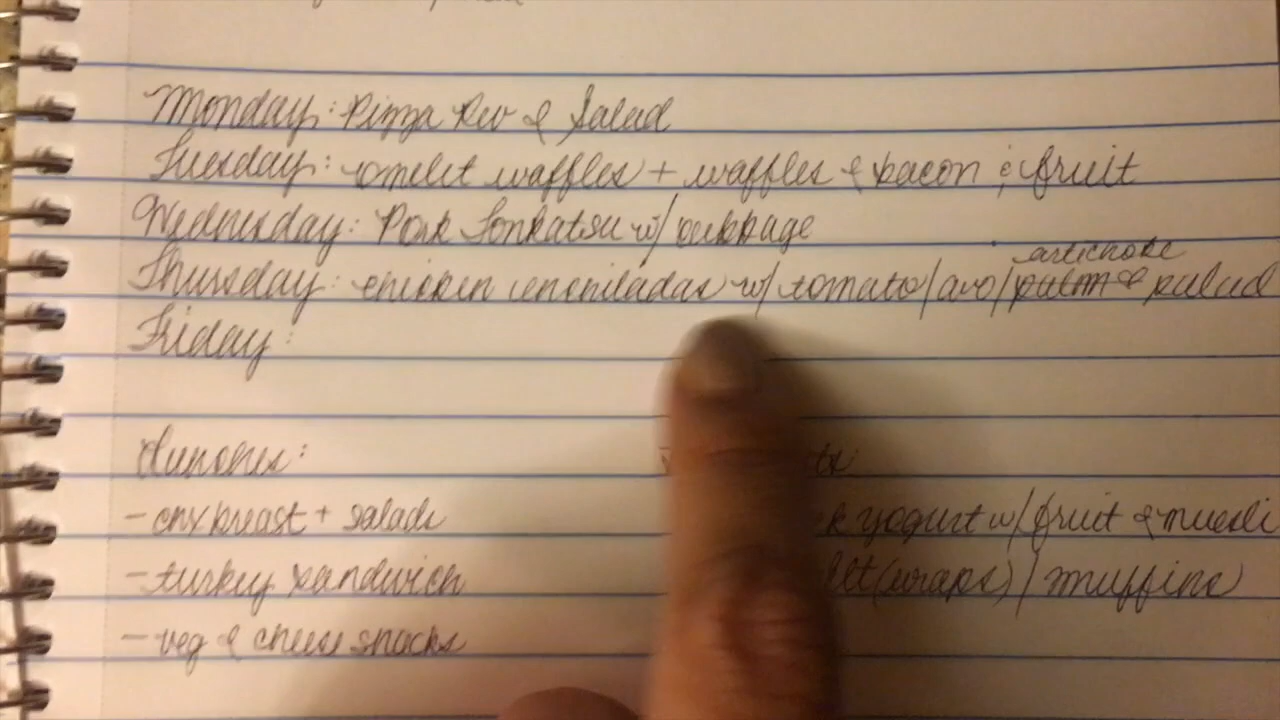 Monday: Pizza Rev & Salad
Tuesday: omelet waffles + waffles & bacon & fruit
Wednesday: Pork Tonkatsu w/ cubbage
artichoke
Thursday: chicken enchiladas w/ tomato/avo/palm & salad
Friday:
Lunches:
- chx breast + salads
k yogurt w/ fruit & muesli
- turkey sandwich
(wraps) / muffins
- veg & cheese snacks